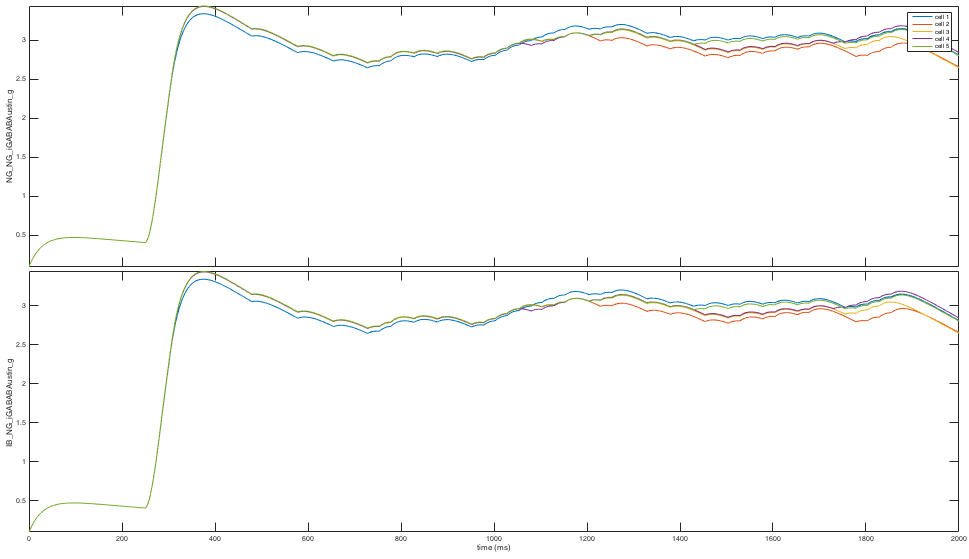 NG_NG_iGABABAustin_g
3
2.5
2
1.5
1
0.5
cell 1
cell 2
cell 3
cell 4
cell 5
IB_NG_iGABABAustin_g
3
2.5
2
1.5
1
0.5
0
200
400
600
800
1000
1200
1400
1600
1800
2000
time (ms)